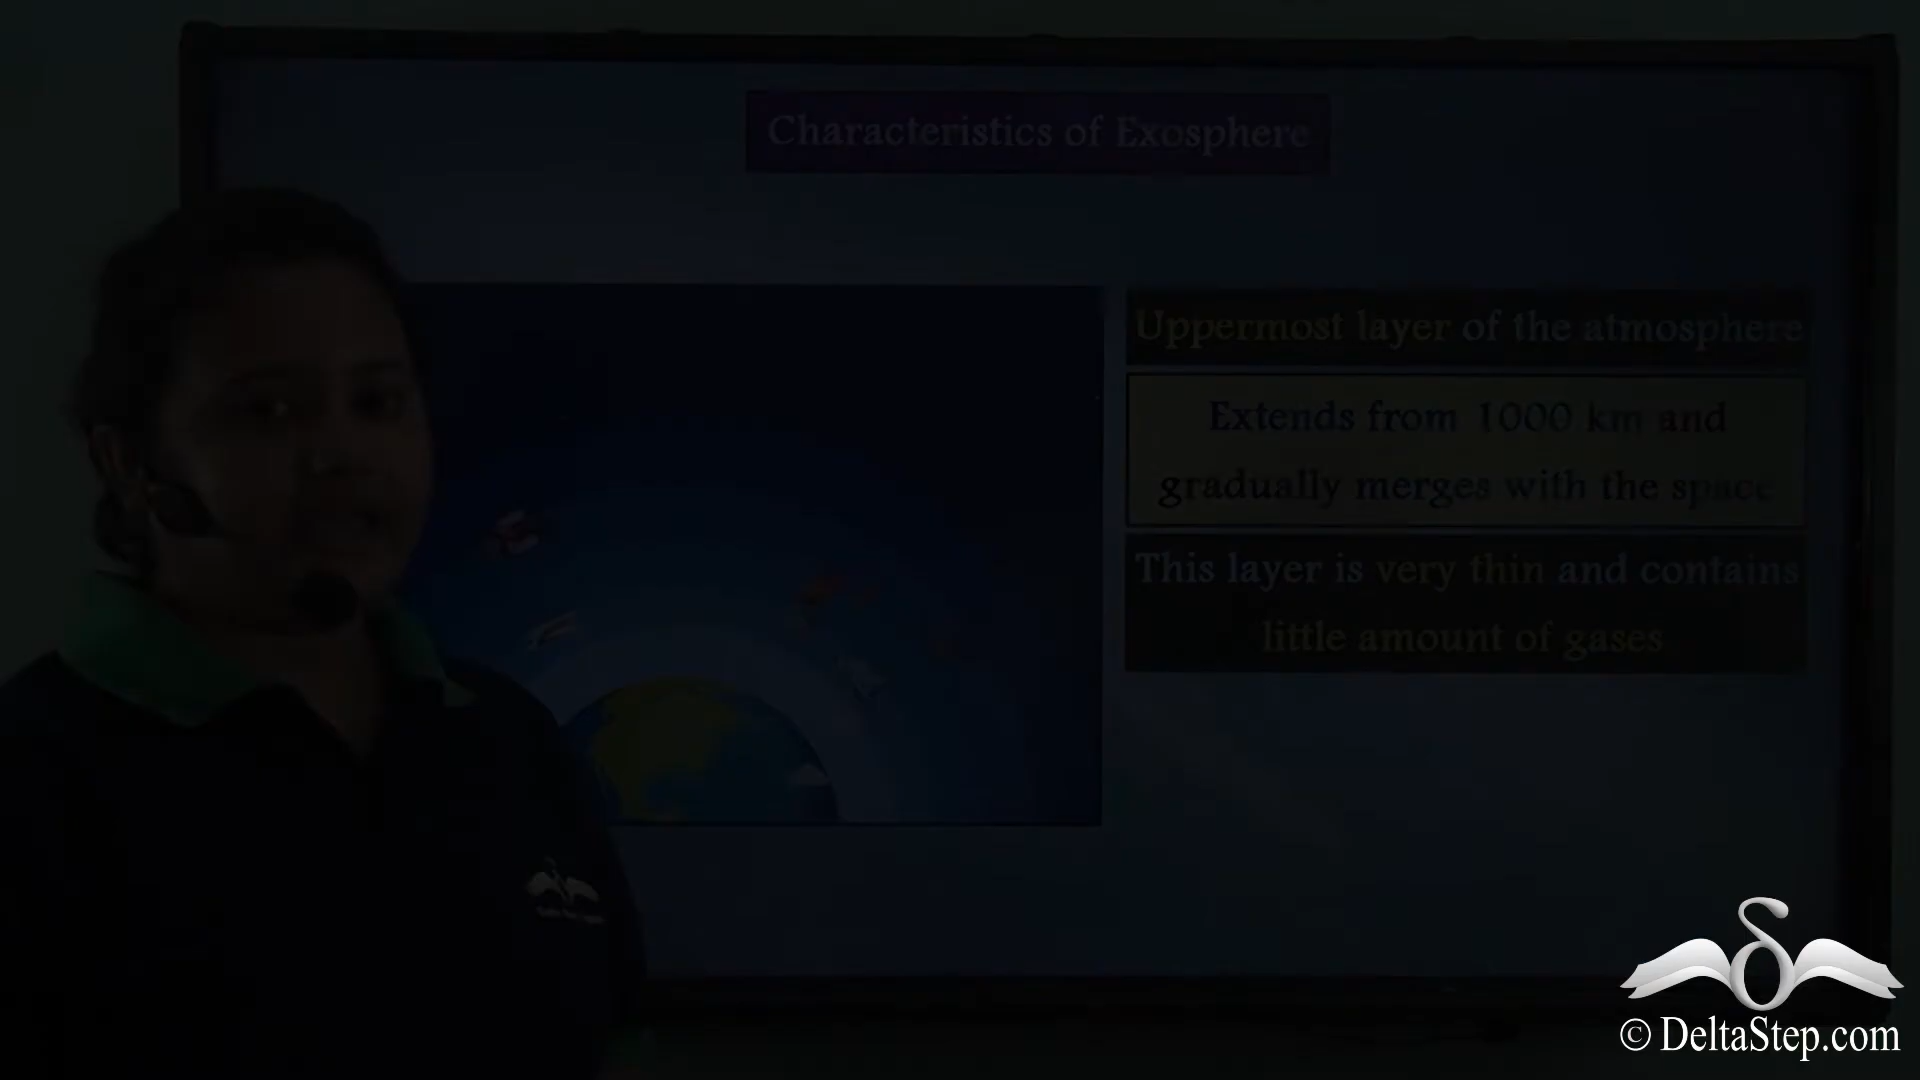 Characteristics of Exosphere
Uppermost layer of the atmosphere
Extends from 1000 km and
gradually merges with the space
This layer is very thin and contains
little amount of gases
© DeltaStep.com